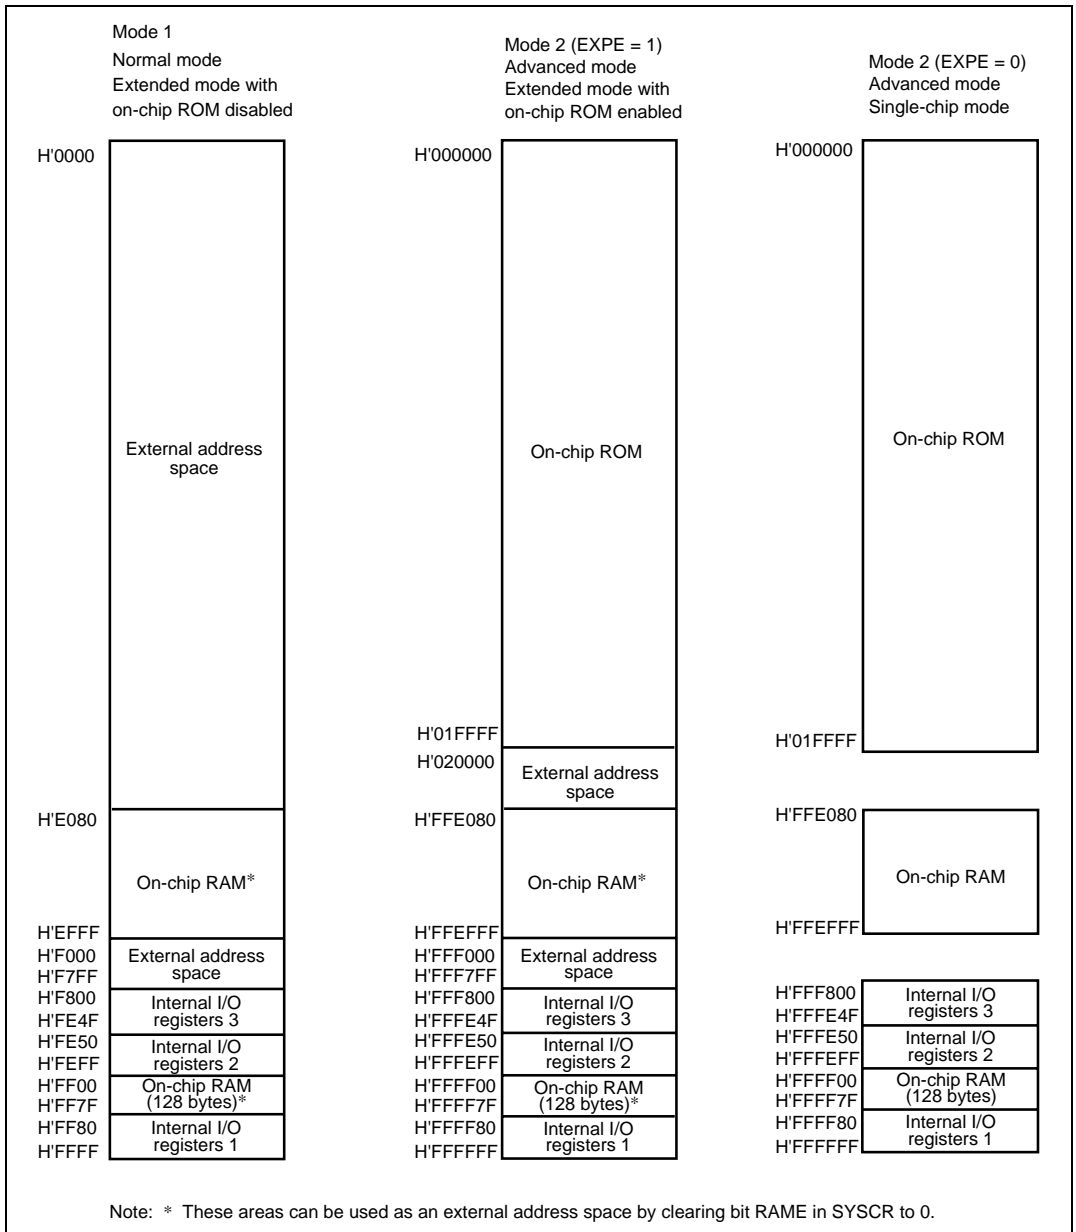 Mode 1
Normal mode
Extended mode with
on-chip ROM disabled
H'0000
External address
space
H'E080
On-chip RAM*
H'EFFF
H'F000
External address
space
H'F7FF
H'F800
Internal I/O
registers 3
H'FE4F
H'FE50
Internal I/O
registers 2
H'FEFF
H'FF00
On-chip RAM
(128 bytes)*
H'FF7F
H'FF80
Internal I/O
registers 1
H'FFFF
Mode 2 (EXPE = 1)
Advanced mode
Extended mode with
on-chip ROM enabled
H'000000
On-chip ROM
H'01FFFF
H'020000
External address
space
H'FFE080
On-chip RAM*
H'FFEFFF
H'FFF000
External address
space
H'FFF7FF
H'FFF800
Internal I/O
registers 3
H'FFFE4F
H'FFFE50
Internal I/O
registers 2
H'FFFEFF
H'FFFF00
On-chip RAM
(128 bytes)*
H'FFFF7F
H'FFFF80
Internal I/O
registers 1
H'FFFFFF
Mode 2 (EXPE = 0)
Advanced mode
Single-chip mode
H'000000
On-chip ROM
H'01FFFF
H'FFE080
On-chip RAM
H'FFEFFF
H'FFF800
Internal I/O
registers 3
H'FFFE4F
H'FFFE50
Internal I/O
registers 2
H'FFFEFF
H'FFFF00
On-chip RAM
(128 bytes)
H'FFFF7F
H'FFFF80
Internal I/O
registers 1
H'FFFFFF
Note: * These areas can be used as an external address space by clearing bit RAME in SYSCR to 0.